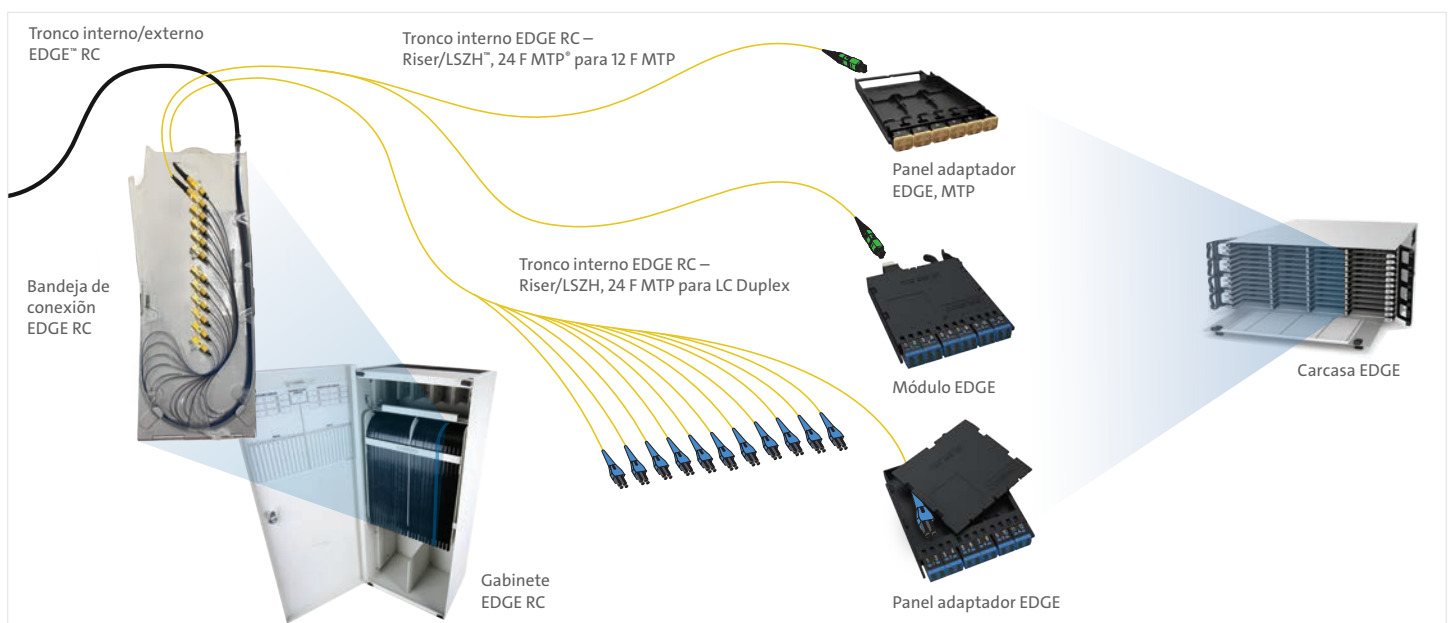 Tronco interno/externo
EDGE™ RC
Tronco interno EDGE RC –
Riser/LSZH™, 24 F MTP® para 12 F MTP
Panel adaptador
EDGE, MTP
Tronco interno EDGE RC –
Riser/LSZH, 24 F MTP para LC Duplex
Bandeja de
conexiõn
EDGE RC
Módulo EDGE
Carcasa EDGE
Gabinete
EDGE RC
Panel adaptador EDGE